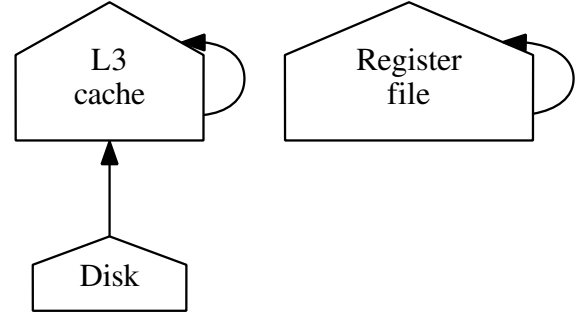 L3
cache
Register
file
Disk